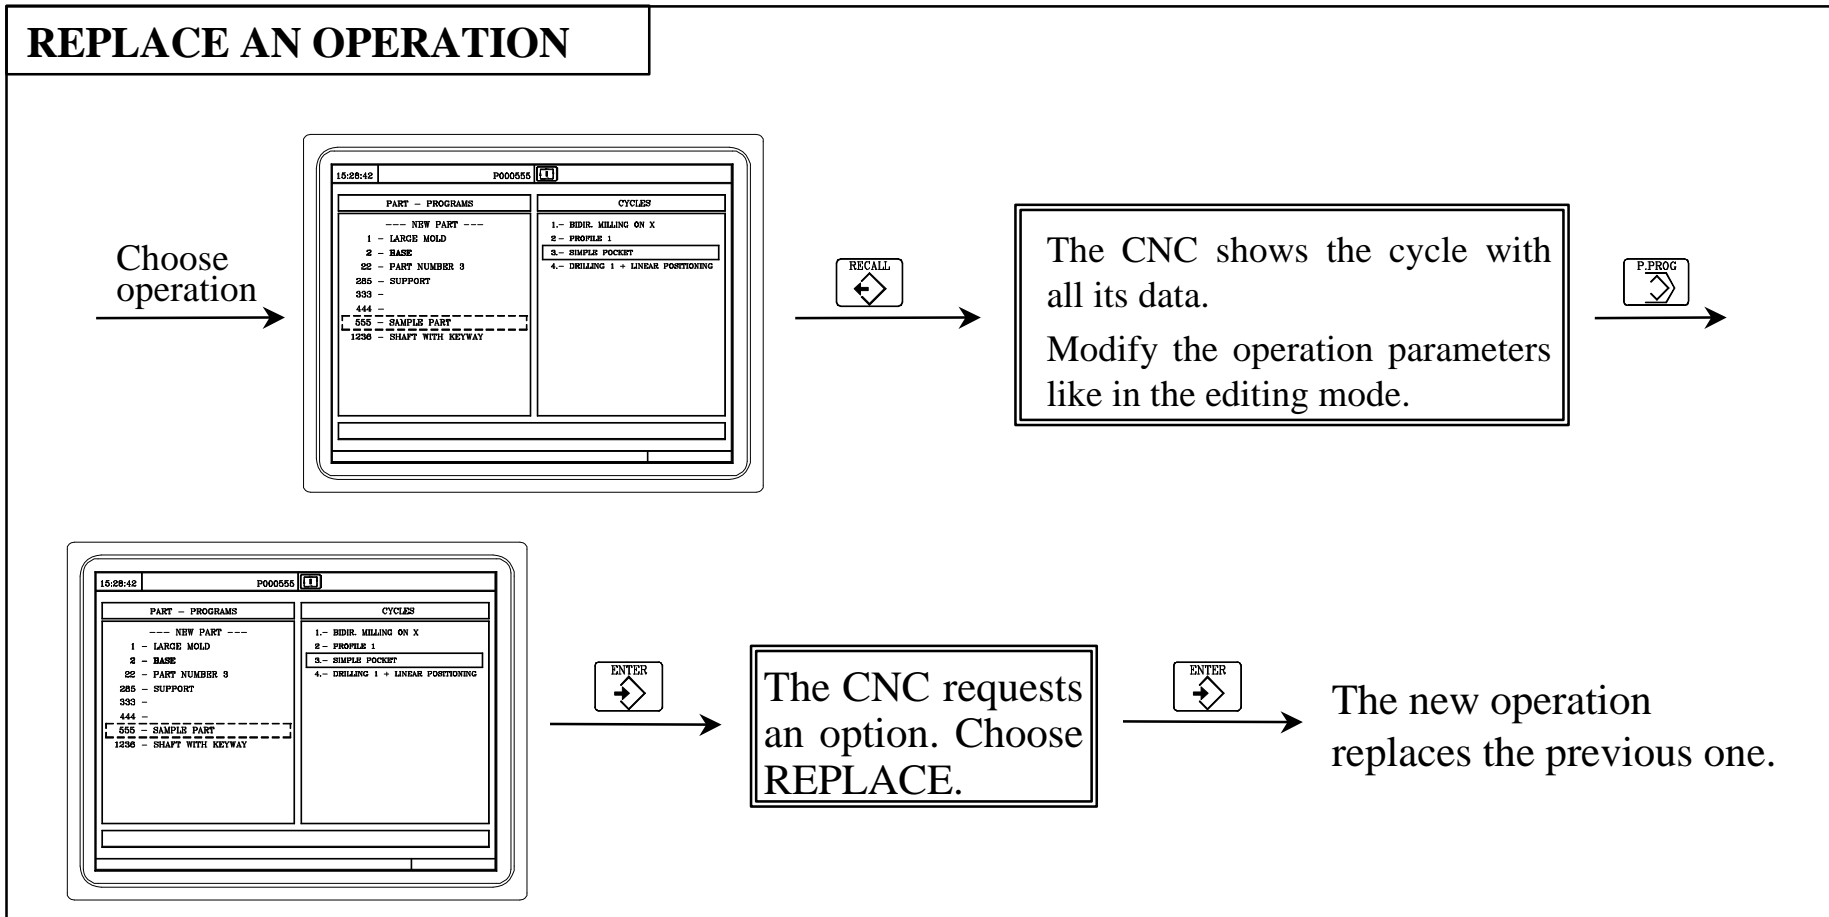 REPLACE AN OPERATION
Choose
operation
15:28:42 P000555
PART - PROGRAMS
--- NEW PART ---
1 - LARGE MOLD
2 - BASE
22 - PART NUMBER 3
285 - SUPPORT
333 -
444 -
555 - SAMPLE PART
1236 - SHAFT WITH KEYWAY
CYCLES
1.- BIDIR. MILLING ON X
2 - PROFILE 1
3.- SIMPLE POCKET
4.- DRILLING 1 + LINEAR POSITIONING
RECALL
The CNC shows the cycle with
all its data.
Modify the operation parameters
like in the editing mode.
P.PROG
15:28:42 P000555
PART - PROGRAMS
--- NEW PART ---
1 - LARGE MOLD
2 - BASE
22 - PART NUMBER 3
285 - SUPPORT
333 -
444 -
555 - SAMPLE PART
1236 - SHAFT WITH KEYWAY
CYCLES
1.- BIDIR. MILLING ON X
2 - PROFILE 1
3.- SIMPLE POCKET
4.- DRILLING 1 + LINEAR POSITIONING
ENTER
The CNC requests
an option. Choose
REPLACE.
ENTER
The new operation
replaces the previous one.